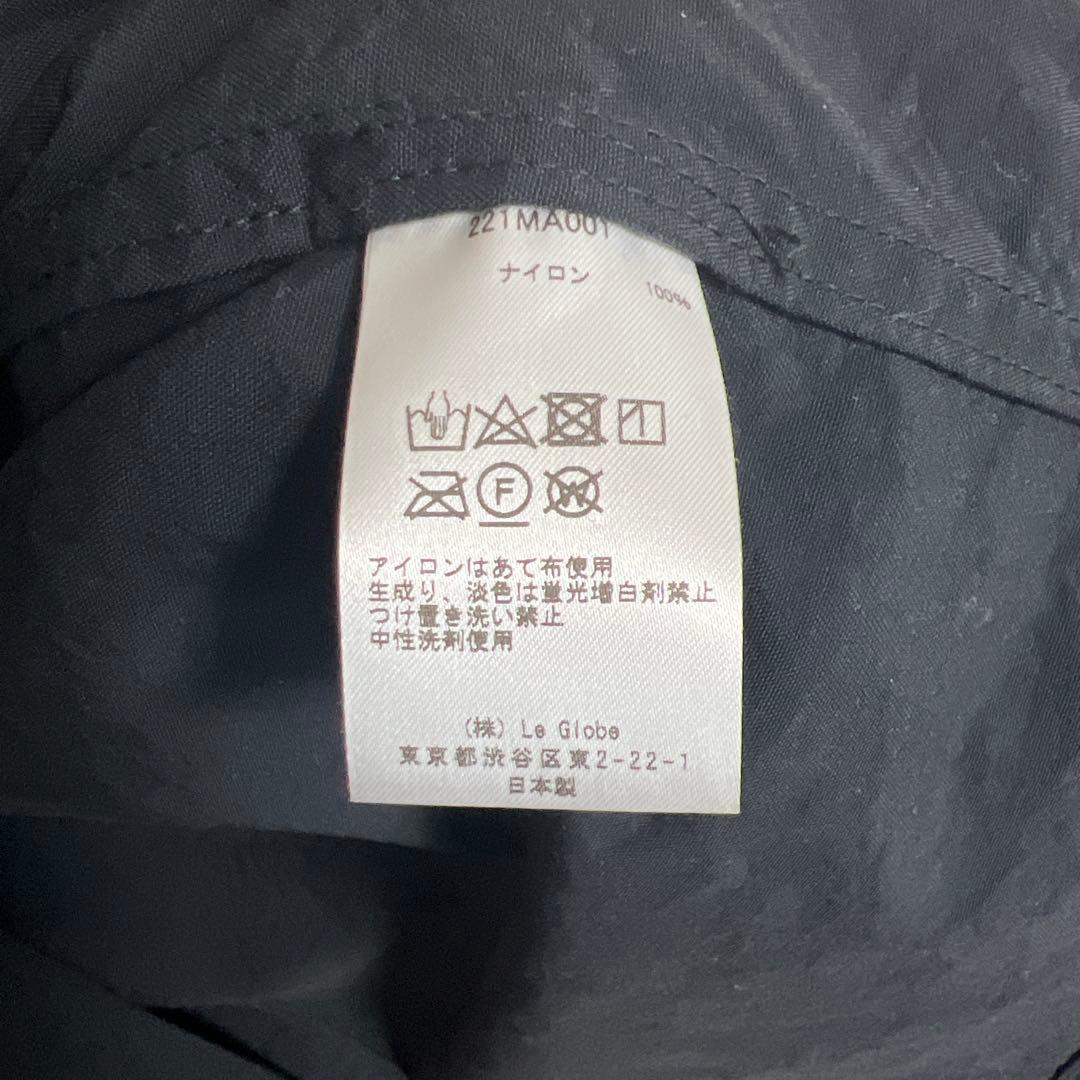 221MA001
ナイロン 100%
F W
アイロンはあて布使用
生成り、淡色は蛍光増白剤禁止
つけ置き洗い禁止
中性洗剤使用
(株) Le Globe
東京都渋谷区東2-22-1
日本製